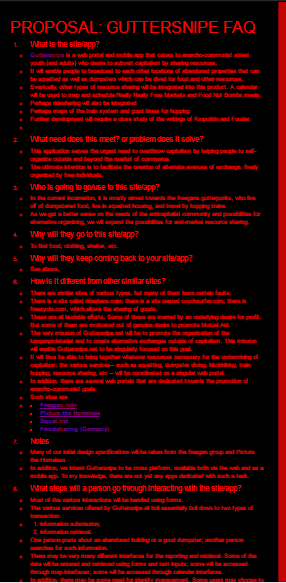 PROPOSAL: GUTTERSNIPE FAQ
1. What is the site/app?
Guttersnipe is a web portal and mobile app that caters to anarcho-communist street
youth (and adults) who desire to subvert capitalism by sharing resources.
It will enable people to broadcast to each other locations of abandoned properties that can
be squatted as well as dumpsters which can be dived for food and other resources.
Eventually, other types of resource sharing will be integrated into this product. A calendar
will be used to map and schedule Really Really Free Markets and Food Not Bombs meals.
Perhaps ridesharing will also be integrated
Perhaps maps of the train system and good times for hopping
Further development will require a close study of the writings of Kropotkin and Fourier
2. What need does this meet? or problem does it solve?
This application serves the urgent need to overthrow capitalism by helping people to self-
organize outside and beyond the market of commerce.
The ultimate intention is to facilitate the creation of alternate avenues of exchange, freely
organized by free individuals.
3. Who is going to go/use to this site/app?
In the current incarnation, it is mostly aimed towards the freegans gutterpunks, who live
off of dumpstered food, live in squatted housing, and travel by hopping trains.
As we get a better sense on the needs of the anticapitalist community and possibilities for
alternative organizing, we will expand the possibilities for anti-market resource sharing.
4. Why will they go to this site/app?
To find food, clothing, shelter, etc.
5. Why will they keep coming back to your site/app?
See above.
6. How is it different from other similar sites?
There are similar sites of various types, but many of them have certain faults.
There is a site called rideshare.com; there is a site named couchsurfer.com; there is
freecycle.com, which allows the sharing of goods.
These are all laudable efforts. Some of these are marred by an underlying desire for profit.
But some of them are motivated out of genuine desire to promote Mutual Aid.
The very mission of Guttersnipe.net will be to promote the organization of the
lumpenproletariat and to create alternative exchanges outside of capitalism. This mission
will enable Guttersnipe.net to be singularly focused on this goal.
It will thus be able to bring together whatever resources necessary for the undermining of
capitalism; the various services-- such as squatting, dumpster diving, hitchhiking, train
hopping, resource sharing, etc -- will be coordinated on a singular web portal
In addition, there are several web portals that are dedicated towards the promotion of
anarcho-communist goals.
Such sites are
Freegan.info
Picture the Homeless
Squat.net
Foodsharing (Germany)
7. Notes
Many of our initial design specifications will be taken from the freegan group and Picture
the Homeless.
In addition, we intend Guttersnipe.net to be cross platform, available both via the web and as a
mobile app. To my knowledge, there are not yet any apps dedicated with such a task.
8. What steps will a person go through interacting with the site/app?
Most of the various interactions will be handled using forms.
The various services offered by Guttersnipe all boil essentially but down to two types of
transaction:
1. information submission;
2. information retrieval.
One person posts about an abandoned building or a good dumpster; another person
searches for such information.
There may be very many different interfaces for the reporting and retrieval. Some of the
data will be entered and retrieved using forms and text inputs; some will be accessed
through map interfaces; some will be accessed through calendar interfaces.
In addition, there may be some need for identity management. Some users may choose to